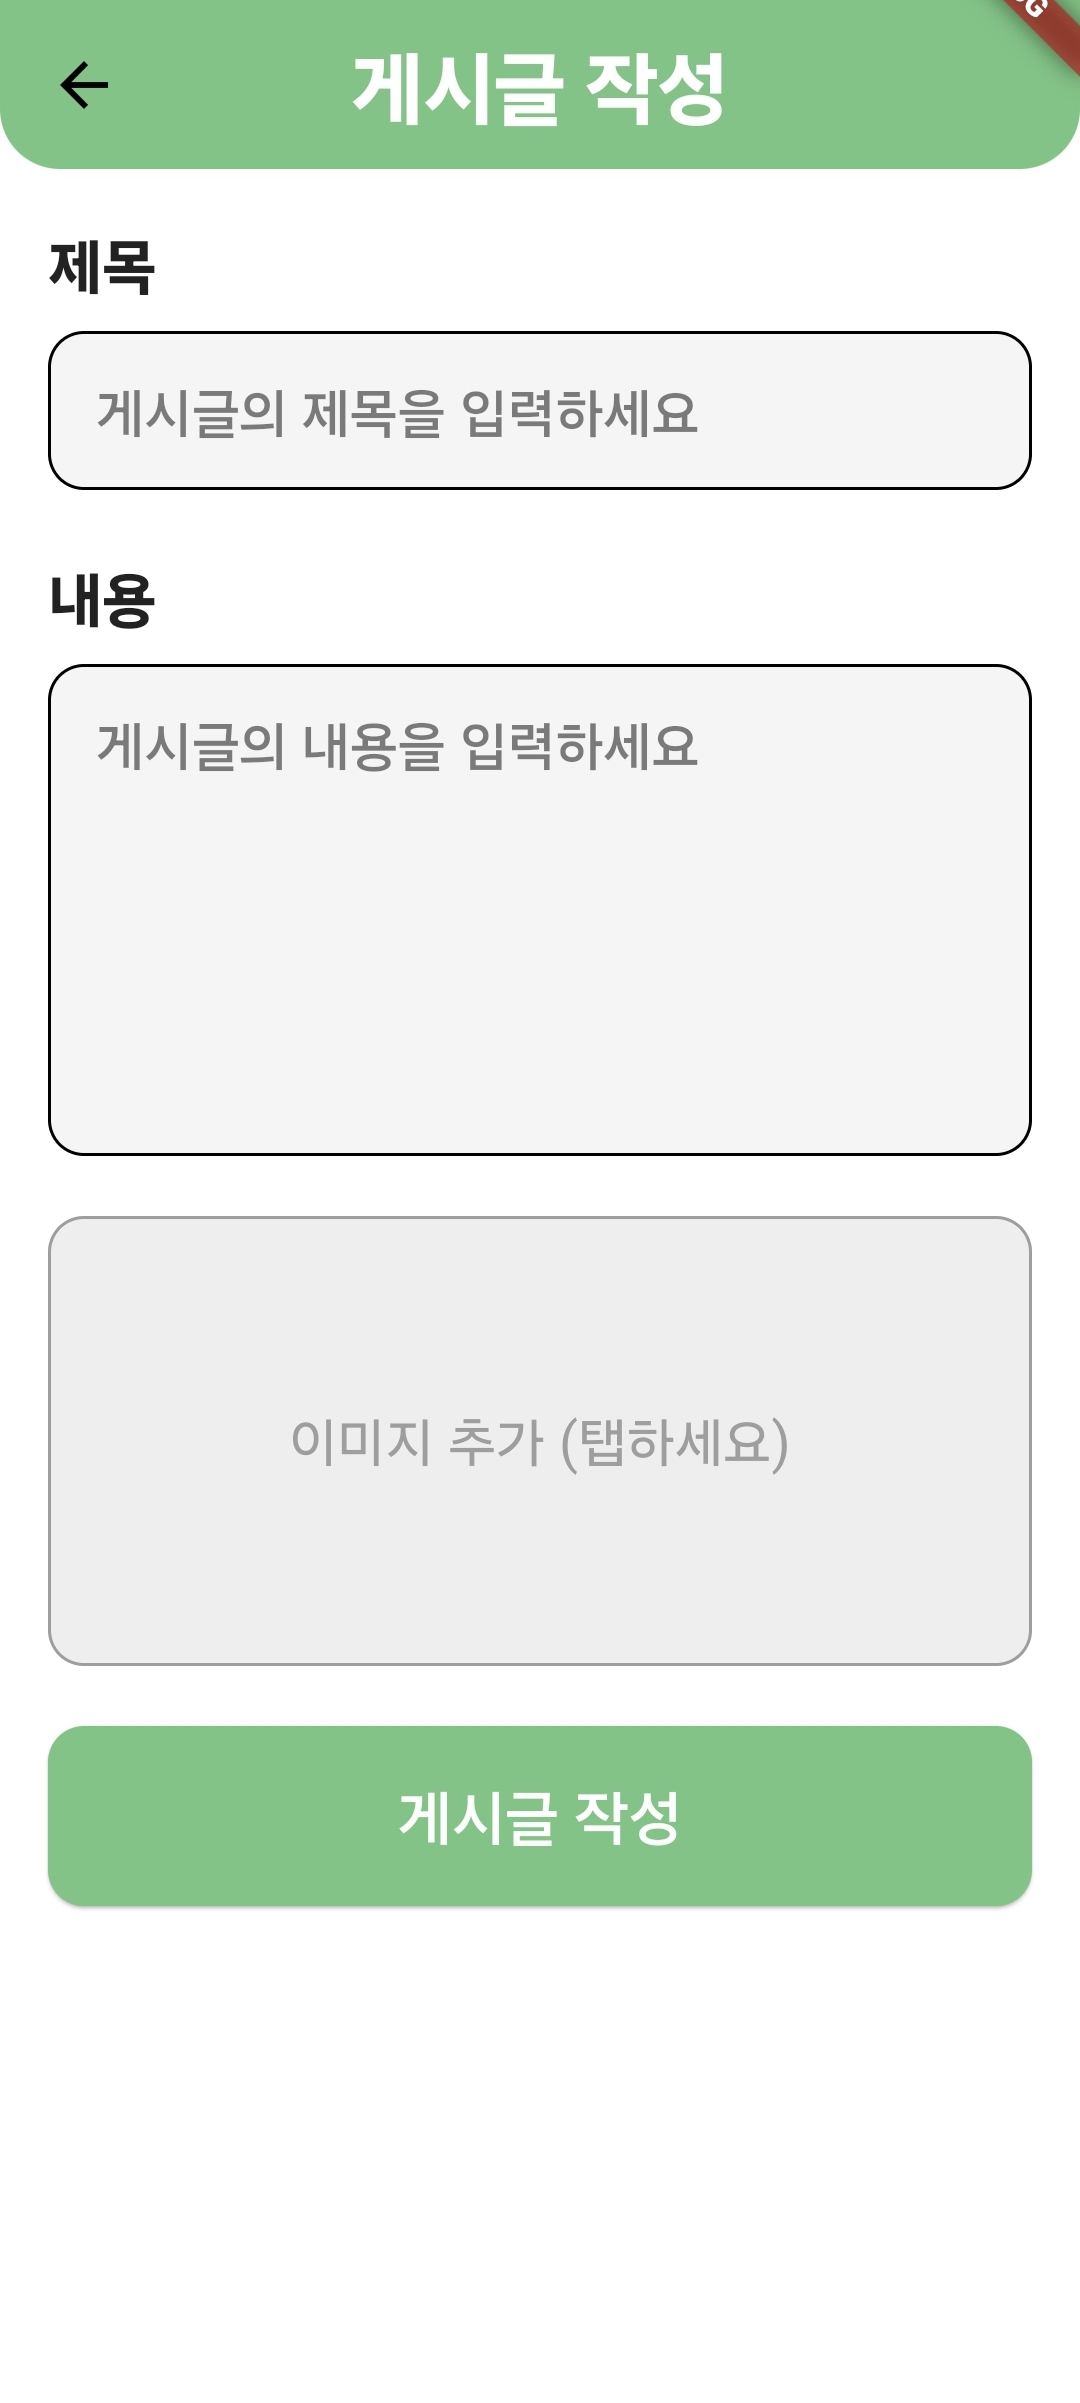 게시글 작성
제목
게시글의 제목을 입력하세요
내용
게시글의 내용을 입력하세요
이미지 추가 (탭하세요)
게시글 작성